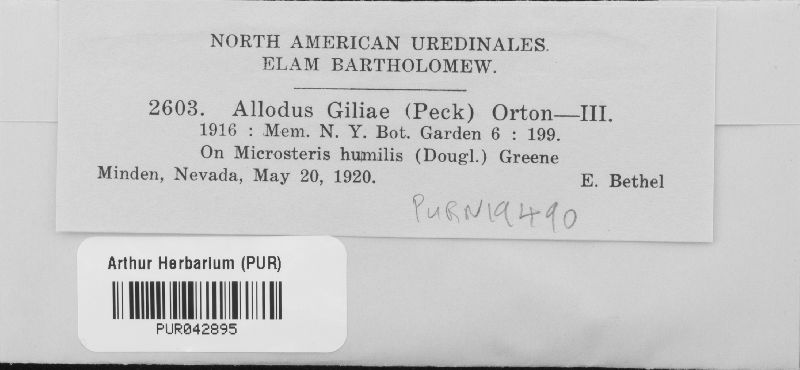 NORTH AMERICAN UREDINALES.
ELAM BARTHOLOMEW.
2603. Allodus Giliae (Peck) Orton—III.
1916 : Mem. N. Y. Bot. Garden 6 : 199.
On Microsteris humilis (Dougl.) Greene
Minden, Nevada, May 20, 1920. E. Bethel
PURN19490
Arthur Herbarium (PUR)
PUR042895